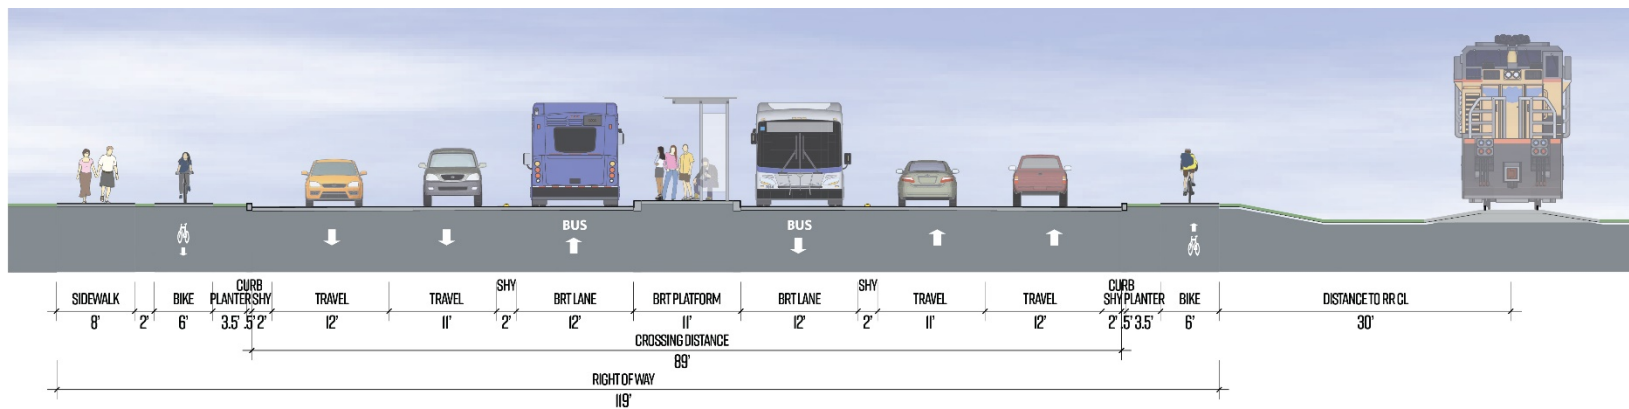 BUS
BUS
CURB SHY SHY CURB
SIDEWALK BIKE PLANTER SHY TRAVEL TRAVEL BRT LANE BRT PLATFORM BRT LANE TRAVEL TRAVEL SHY PLANTER BIKE DISTANCE TO RR CL
8' 2' 6' 3.5' .5' 2' 12' 11' 2' 12' 11' 12' 2' 11' 12' 2' .5' 3.5' 6' 30'
CROSSING DISTANCE
89'
RIGHT OF WAY
119'